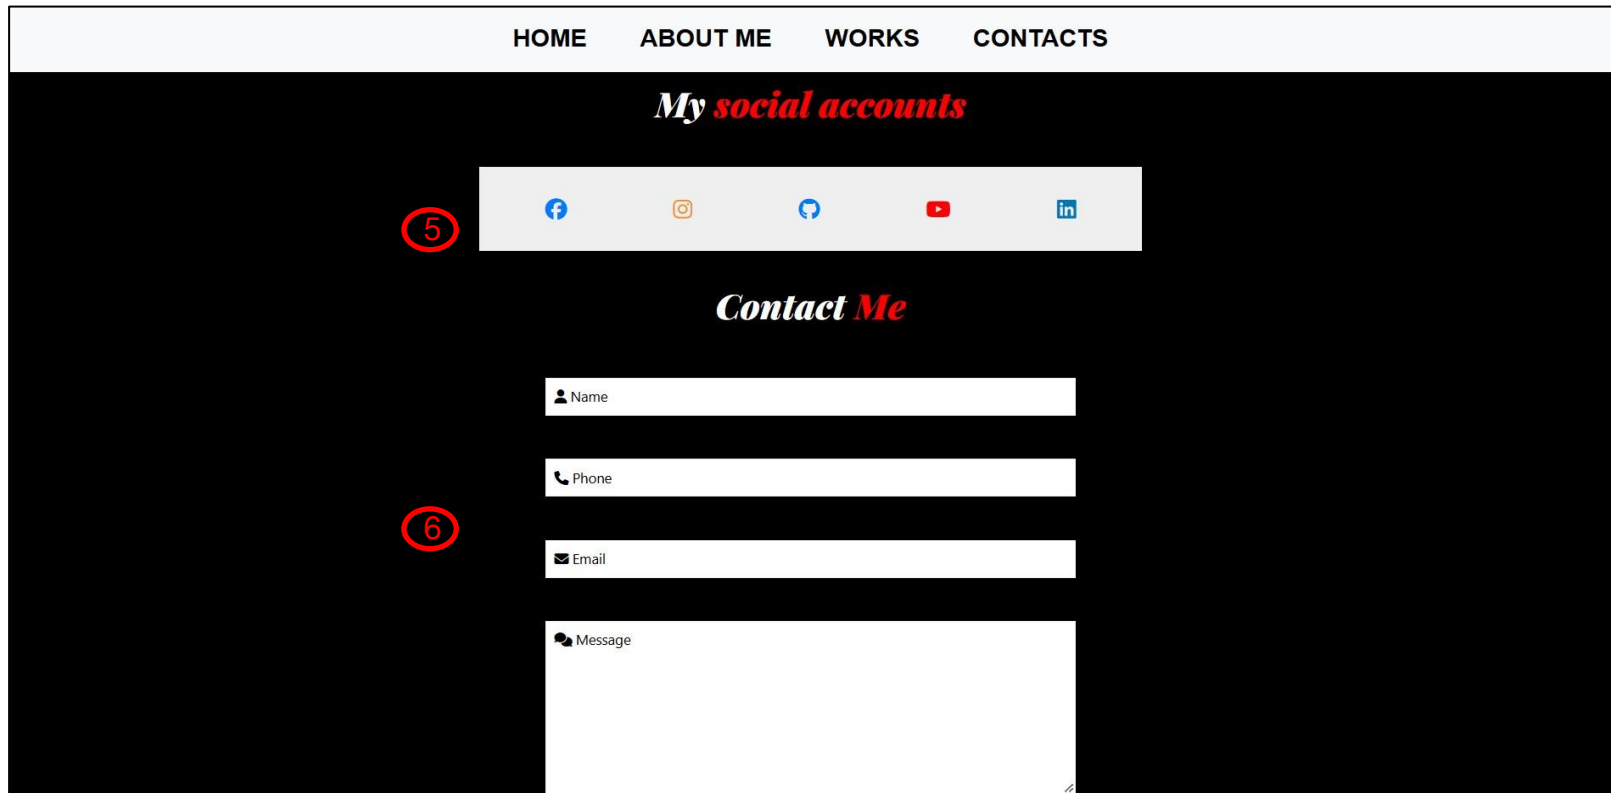 HOME ABOUT ME WORKS CONTACTS
My social accounts
5
Contact Me
Name
Phone
6
Email
Message